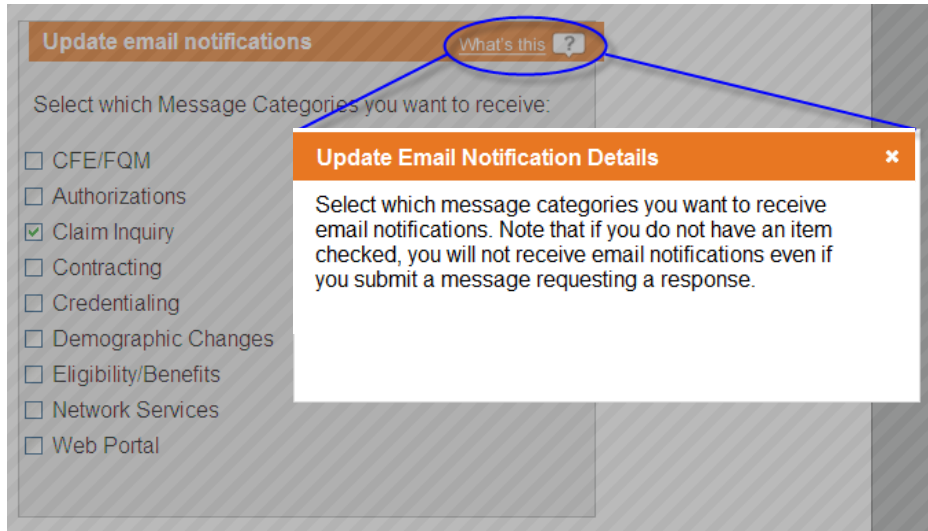 Update email notifications
What's this ?
Select which Message Categories you want to receive:
CFE/FQM
Authorizations
Claim Inquiry
Contracting
Credentialing
Demographic Changes
Eligibility/Benefits
Network Services
Web Portal
Update Email Notification Details
Select which message categories you want to receive
email notifications. Note that if you do not have an item
checked, you will not receive email notifications even if
you submit a message requesting a response.